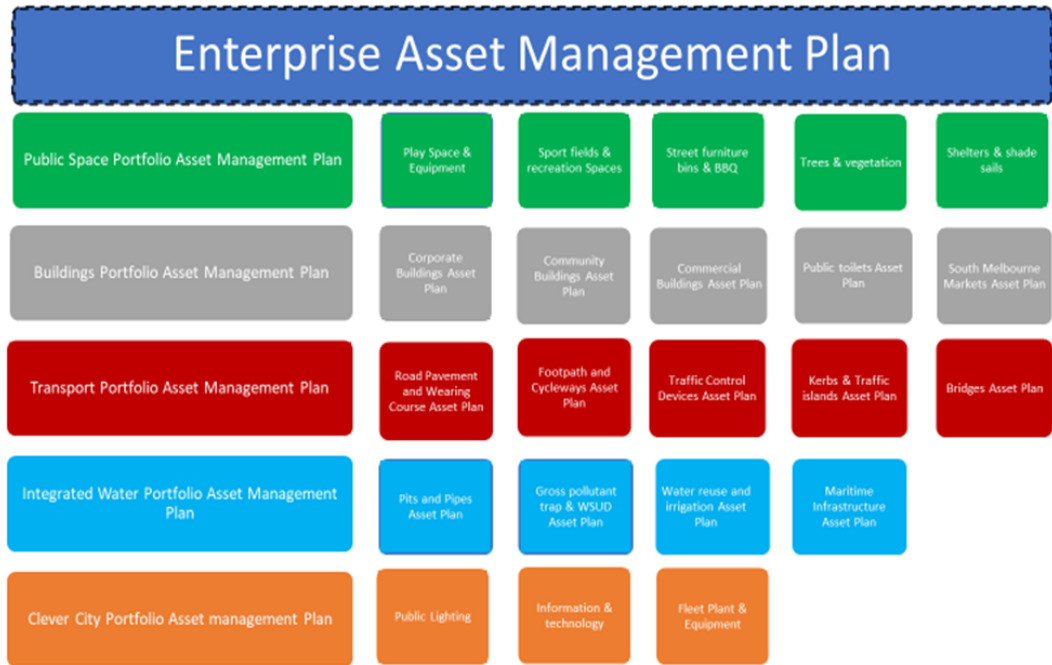 Enterprise Asset Management Plan
Public Space Portfolio Asset Management Plan
Play Space &
Equipment
Sport fields &
recreation Spaces
Street furniture
bins & BBQ
Trees & vegetation
Shelters & shade
sails
Buildings Portfolio Asset Management Plan
Corporate
Buildings Asset
Plan
Community
Buildings Asset
Plan
Commercial
Buildings Asset Plan
Public toilets Asset
Plan
South Melbourne
Markets Asset Plan
Transport Portfolio Asset Management Plan
Road Pavement
and Wearing
Course Asset Plan
Footpath and
Cycleways Asset
Plan
Traffic Control
Devices Asset Plan
Kerbs & Traffic
islands Asset Plan
Bridges Asset Plan
Integrated Water Portfolio Asset Management
Plan
Pits and Pipes
Asset Plan
Gross pollutant
trap & WSUD
Asset Plan
Water reuse and
irrigation Asset
Plan
Maritime
Infrastructure
Asset Plan
Clever City Portfolio Asset management Plan
Public Lighting
Information &
technology
Fleet Plant &
Equipment